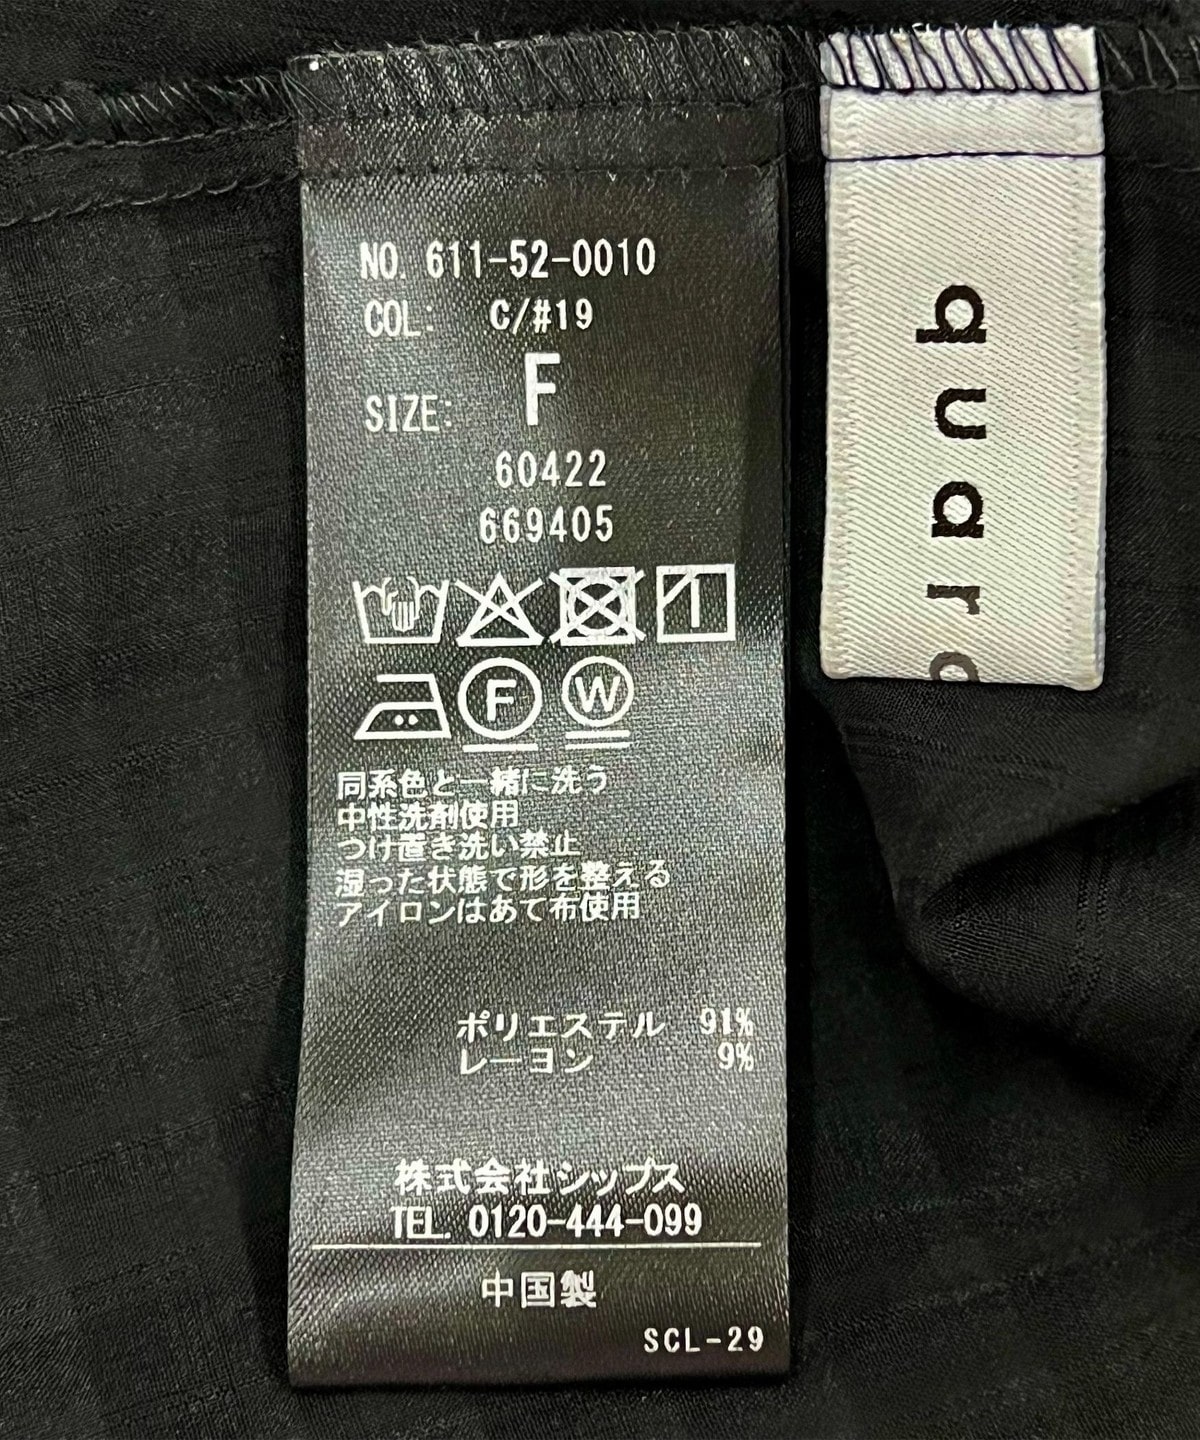 NO. 611-52-0010
COL: C/#19
SIZE: F
60422
669405
F W
同系色と一緒に洗う
中性洗剤使用
つけ置き洗い禁止
湿った状態で形を整える
アイロンはあて布使用
ポリエステル 91%
レーヨン 9%
株式会社シップス
TEL. 0120-444-099
中国製
SCL-29
quar